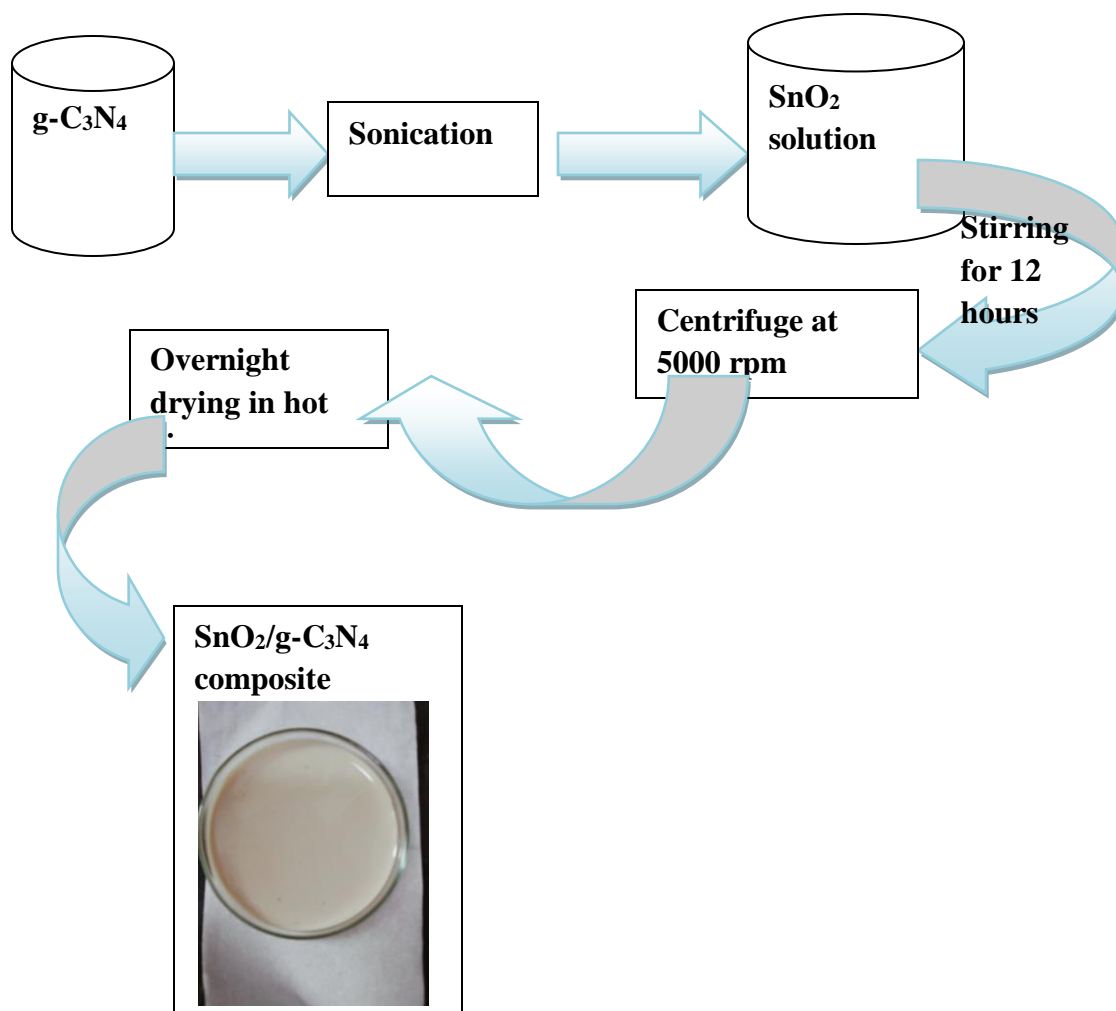 g-C₃N₄
Sonication
SnO₂
solution
Stirring
for 12
hours
Centrifuge at
5000 rpm
Overnight
drying in hot
SnO₂/g-C₃N₄
composite